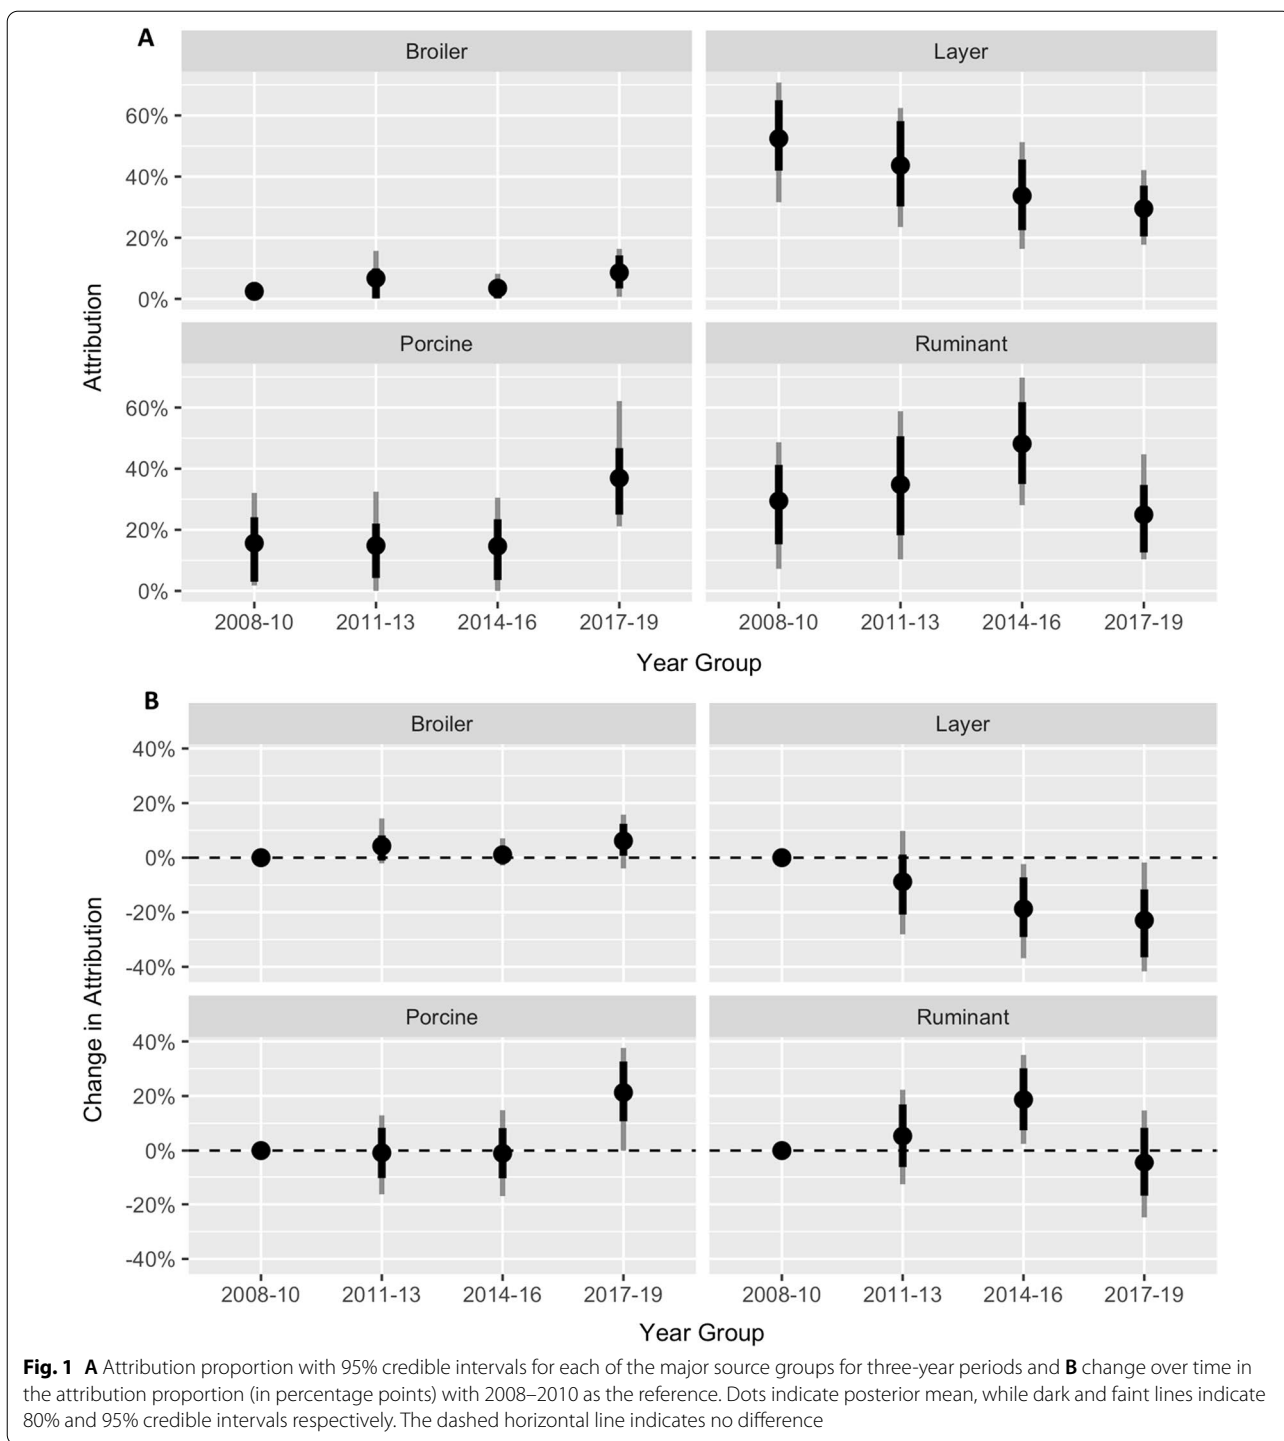 A
Broiler
Layer
60%
40%
20%
0%
Porcine
Ruminant
60%
40%
20%
0%
Attribution
2008-10 2011-13 2014-16 2017-19
2008-10 2011-13 2014-16 2017-19
Year Group
B
Broiler
Layer
40%
20%
0%
-20%
-40%
Porcine
Ruminant
40%
20%
0%
-20%
-40%
Change in Attribution
2008-10 2011-13 2014-16 2017-19
2008-10 2011-13 2014-16 2017-19
Year Group
Fig. 1 A Attribution proportion with 95% credible intervals for each of the major source groups for three-year periods and B change over time in
the attribution proportion (in percentage points) with 2008–2010 as the reference. Dots indicate posterior mean, while dark and faint lines indicate
80% and 95% credible intervals respectively. The dashed horizontal line indicates no difference